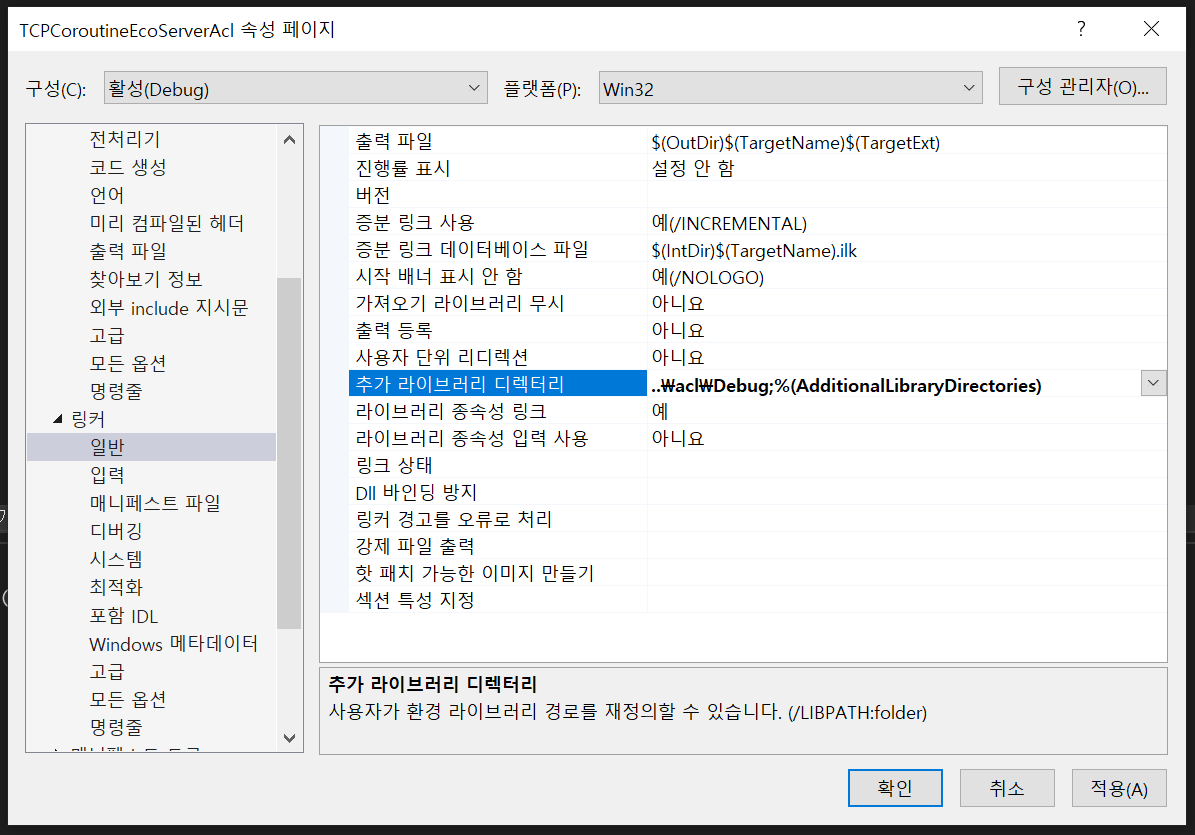 TCPCoroutineEcoServerAcl 속성 페이지
?
구성(C):
활성(Debug)
플랫폼(P):
Win32
구성 관리자(O)...
전처리기
코드 생성
언어
미리 컴파일된 헤더
출력 파일
찾아보기 정보
외부 include 지시문
고급
모든 옵션
명령줄
링커
일반
입력
매니페스트 파일
디버깅
시스템
최적화
포함 IDL
Windows 메타데이터
고급
모든 옵션
명령줄
출력 파일 $(OutDir)$(TargetName)$(TargetExt)
진행률 표시 설정 안 함
버전
증분 링크 사용 예(/INCREMENTAL)
증분 링크 데이터베이스 파일 $(IntDir)$(TargetName).ilk
시작 배너 표시 안 함 예(/NOLOGO)
가져오기 라이브러리 무시 아니요
출력 등록 아니요
사용자 단위 리디렉션 아니요
추가 라이브러리 디렉터리 ..₩acl₩Debug;%(AdditionalLibraryDirectories)
라이브러리 종속성 링크 예
라이브러리 종속성 입력 사용 아니요
링크 상태
Dll 바인딩 방지
링커 경고를 오류로 처리
강제 파일 출력
핫 패치 가능한 이미지 만들기
섹션 특성 지정
추가 라이브러리 디렉터리
사용자가 환경 라이브러리 경로를 재정의할 수 있습니다. (/LIBPATH:folder)
확인
취소
적용(A)